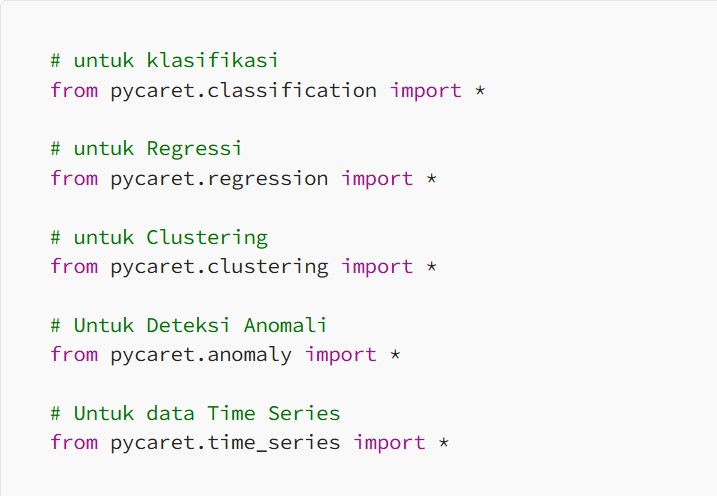 # untuk klasifikasi
from pycaret.classification import *
# untuk Regressi
from pycaret.regression import *
# untuk Clustering
from pycaret.clustering import *
# Untuk Deteksi Anomali
from pycaret.anomaly import *
# Untuk data Time Series
from pycaret.time_series import *